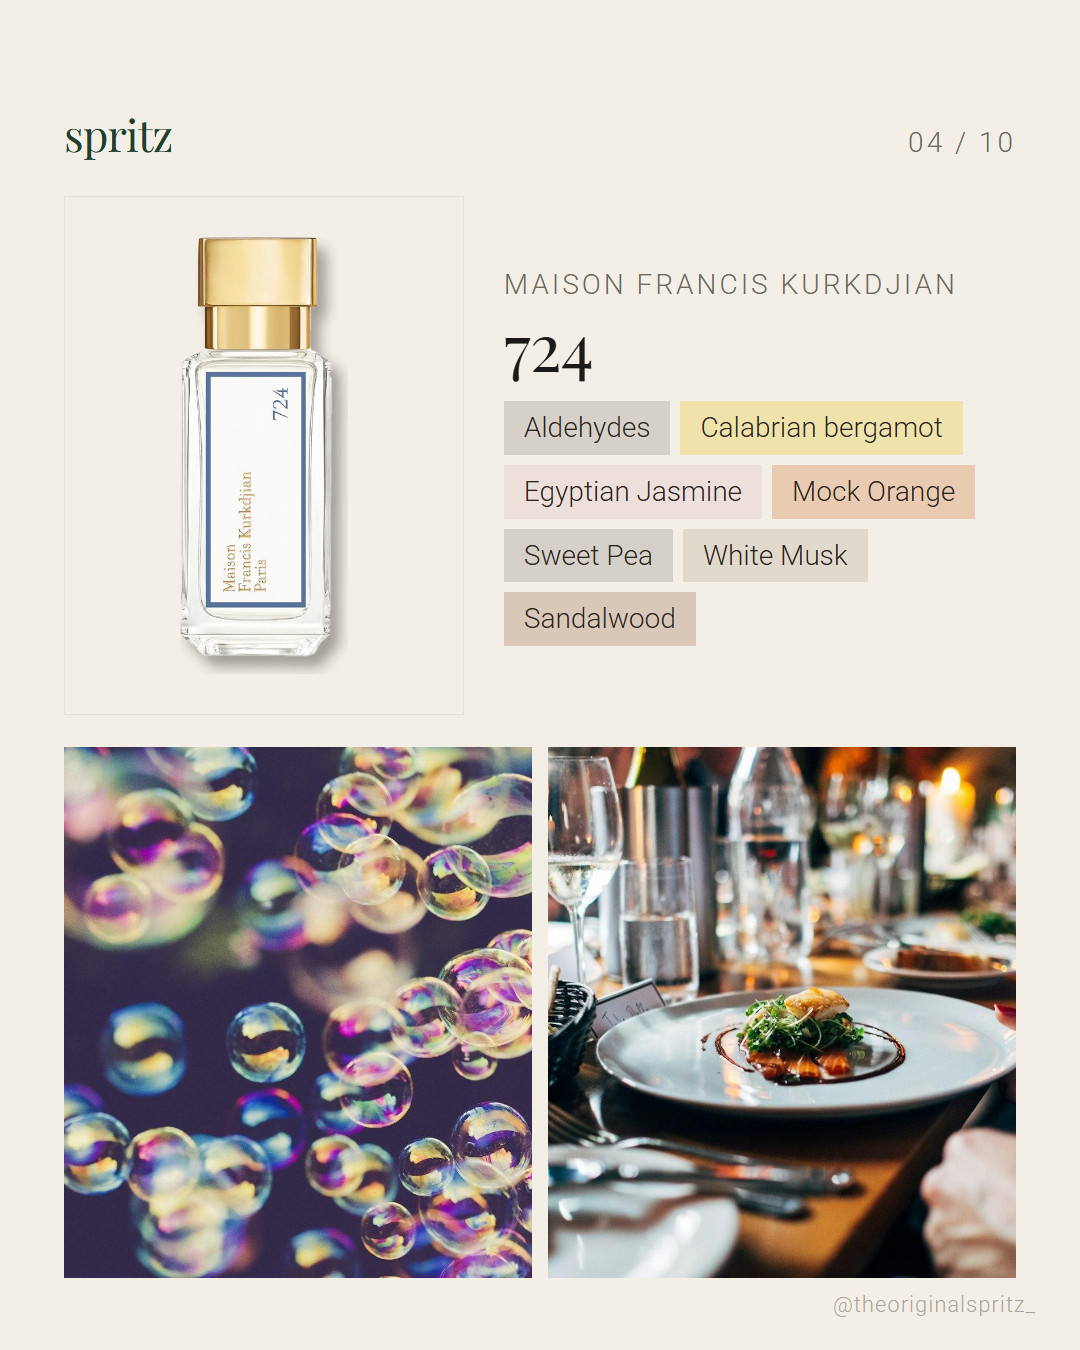 spritz
04 / 10
724
Maison
Francis Kurkdjian
Paris
MAISON FRANCIS KURKDJIAN
724
Aldehydes
Calabrian bergamot
Egyptian Jasmine
Mock Orange
Sweet Pea
White Musk
Sandalwood
@theoriginalspritz_